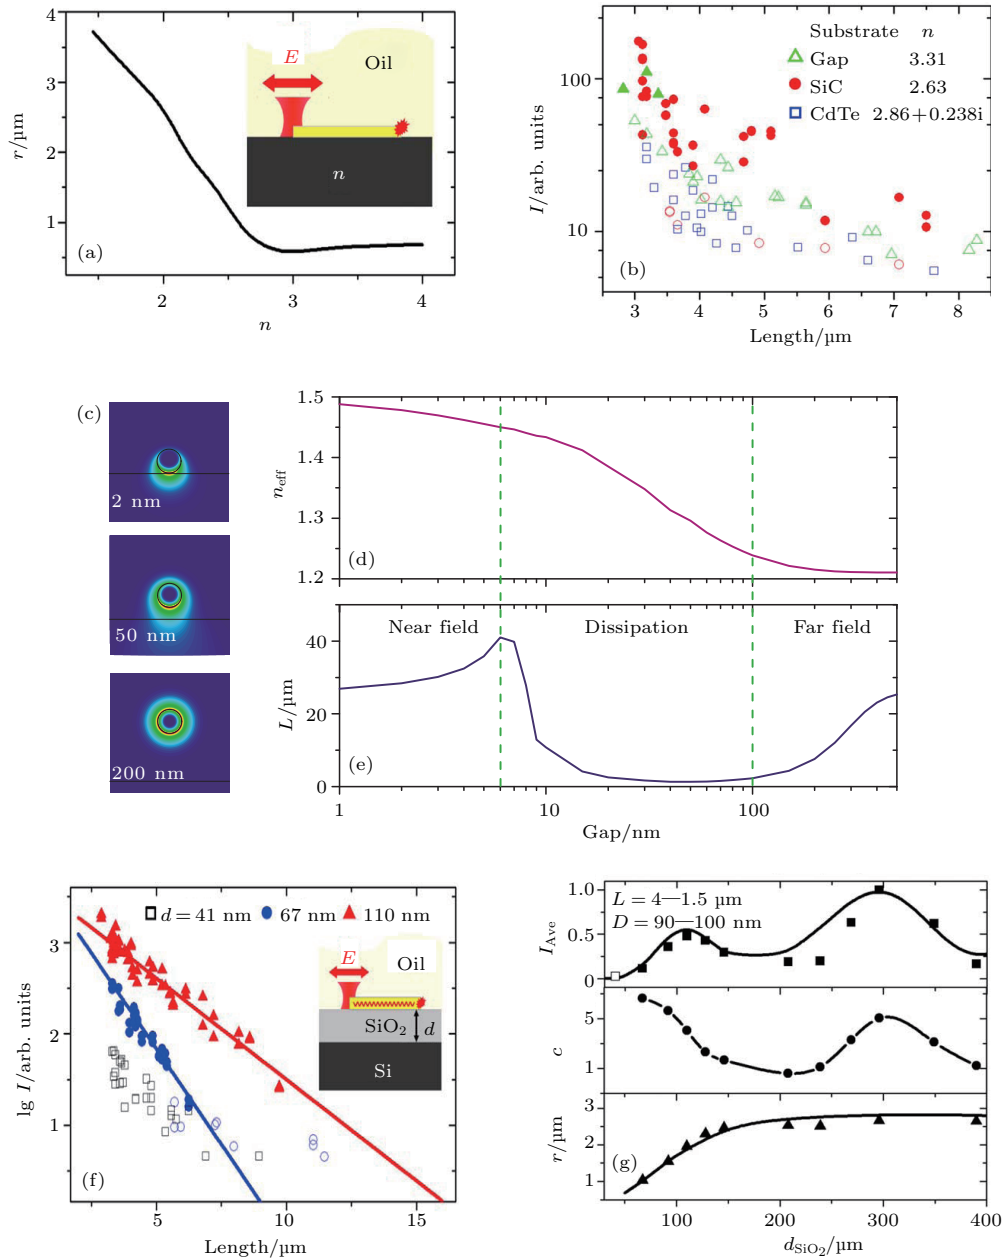 4
3
2
1
r/μm
2
3
4
n
(a)
E
Oil
n
100
10
I/arb. units
Substrate n
Gap 3.31
SiC 2.63
CdTe 2.86+0.238i
(b)
3 4 5 6 7 8
Length/μm
(c)
2 nm
50 nm
200 nm
1.5
1.4
1.3
1.2
n_eff
(d)
Near field Dissipation Far field
40
20
0
L/μm
(e)
1 10 100
Gap/nm
d=41 nm 67 nm 110 nm
3
2
1
lg I/arb. units
E
Oil
SiO₂ d
Si
(f)
5 10 15
Length/μm
L = 4—1.5 μm
D = 90—100 nm
1.0
0.5
0
I_Ave
5
1
c
3
2
1
r/μm
(g)
100 200 300 400
d_SiO₂/μm